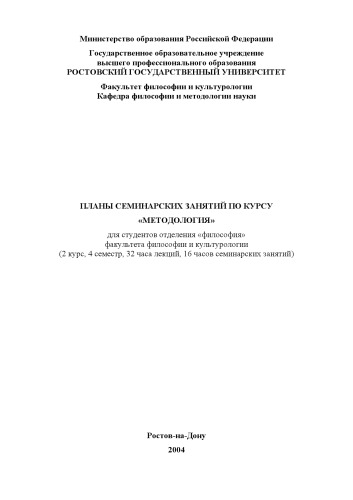 Министерство образования Российской Федерации
Государственное образовательное учреждение
высшего профессионального образования
РОСТОВСКИЙ ГОСУДАРСТВЕННЫЙ УНИВЕРСИТЕТ
Факультет философии и культурологии
Кафедра философии и методологии науки
ПЛАНЫ СЕМИНАРСКИХ ЗАНЯТИЙ ПО КУРСУ
«МЕТОДОЛОГИЯ»
для студентов отделения «философия»
факультета философии и культурологии
(2 курс, 4 семестр, 32 часа лекций, 16 часов семинарских занятий)
Ростов-на-Дону
2004